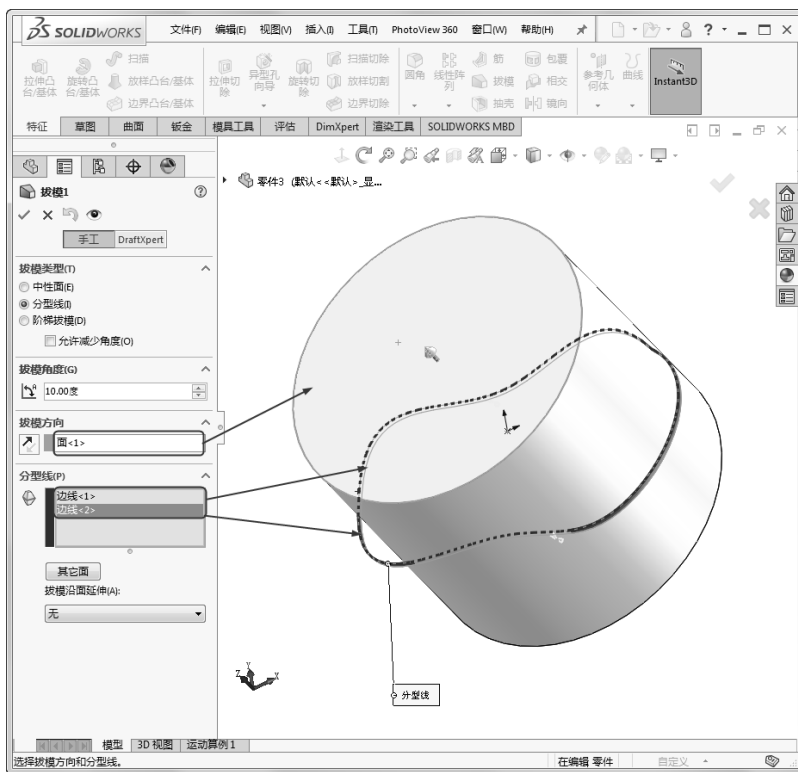 SOLIDWORKS 文件(F) 编辑(E) 视图(V) 插入(I) 工具(T) PhotoView 360 窗口(W) 帮助(H)
拉伸凸台/基体
旋转凸台/基体
扫描
放样凸台/基体
边界凸台/基体
拉伸切除
异型孔向导
旋转切除
扫描切除
放样切割
边界切除
圆角
线性阵列
筋
拔模
抽壳
包覆
相交
镜向
参考几何体
曲线
Instant3D
特征 草图 曲面 钣金 模具工具 评估 DimXpert 渲染工具 SOLIDWORKS MBD
零件3 (默认<<默认>_显...
拔模1
手工 DraftXpert
拔模类型(T)
中性面(E)
分型线(I)
阶梯拔模(D)
允许减少角度(O)
拔模角度(G)
10.00度
拔模方向
面<1>
分型线(P)
边线<1>
边线<2>
其它面
拔模沿面延伸(A):
无
Z Y X
分型线
模型 3D 视图 运动算例 1
选择拔模方向和分型线。 在编辑 零件 自定义